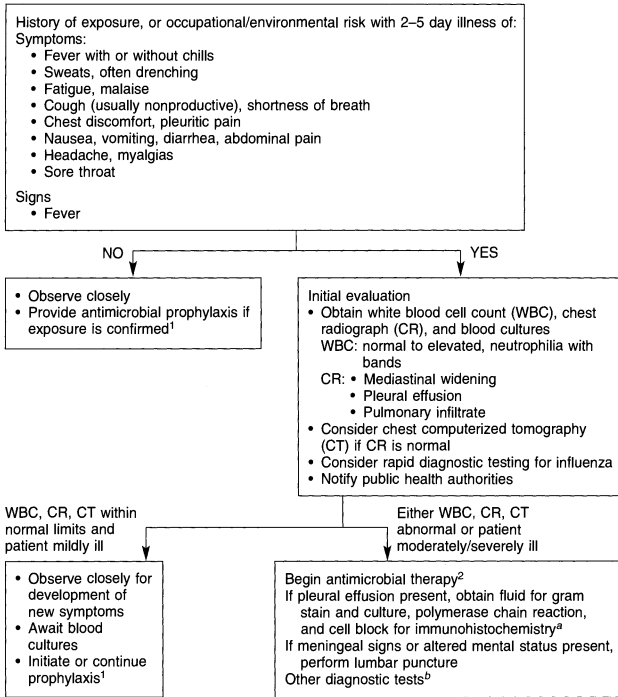 History of exposure, or occupational/environmental risk with 2–5 day illness of:
Symptoms:
• Fever with or without chills
• Sweats, often drenching
• Fatigue, malaise
• Cough (usually nonproductive), shortness of breath
• Chest discomfort, pleuritic pain
• Nausea, vomiting, diarrhea, abdominal pain
• Headache, myalgias
• Sore throat
Signs
• Fever
NO
YES
• Observe closely
• Provide antimicrobial prophylaxis if
exposure is confirmed¹
Initial evaluation
• Obtain white blood cell count (WBC), chest
radiograph (CR), and blood cultures
WBC: normal to elevated, neutrophilia with
bands
CR: • Mediastinal widening
• Pleural effusion
• Pulmonary infiltrate
• Consider chest computerized tomography
(CT) if CR is normal
• Consider rapid diagnostic testing for influenza
• Notify public health authorities
WBC, CR, CT within
normal limits and
patient mildly ill
Either WBC, CR, CT
abnormal or patient
moderately/severely ill
• Observe closely for
development of
new symptoms
• Await blood
cultures
• Initiate or continue
prophylaxis¹
Begin antimicrobial therapy²
If pleural effusion present, obtain fluid for gram
stain and culture, polymerase chain reaction,
and cell block for immunohistochemistryᵃ
If meningeal signs or altered mental status present,
perform lumbar puncture
Other diagnostic testsᵇ